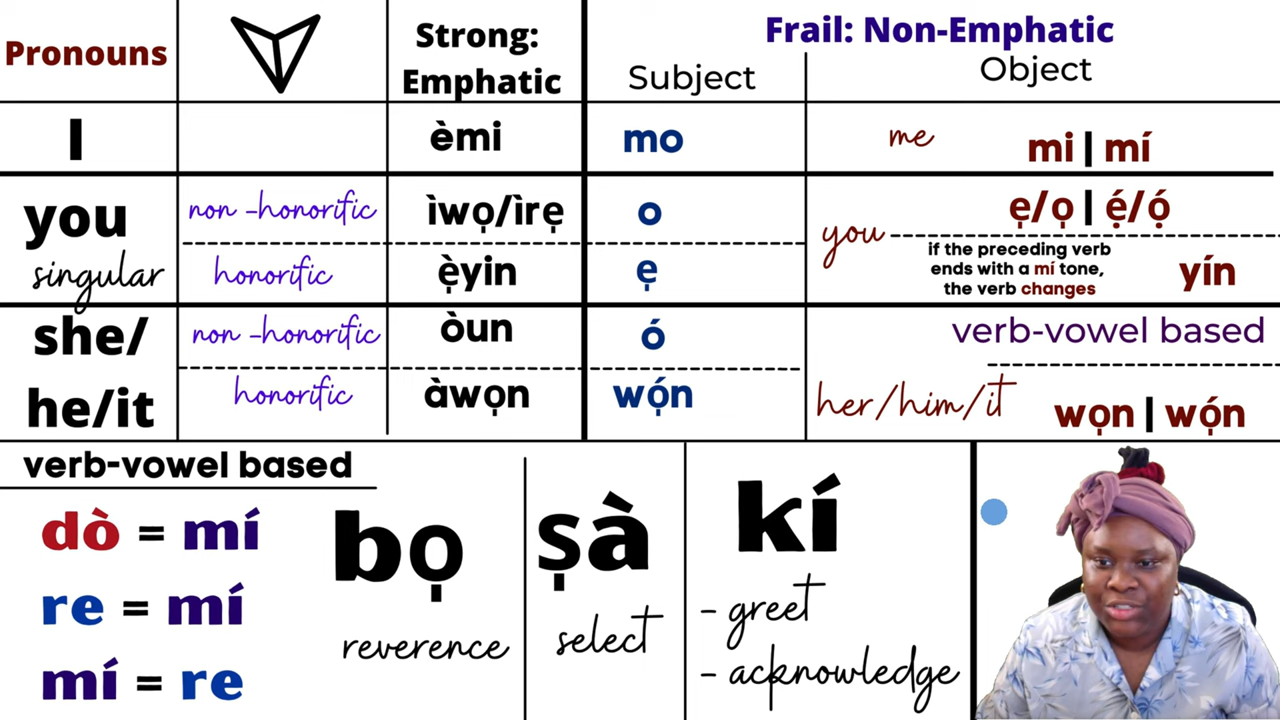 Pronouns
Strong:
Emphatic
Frail: Non-Emphatic
Subject
Object
I
èmi
mo
me
mi | mí
you
singular
non-honorific
ìwọ/ìrẹ
o
honorific
ẹ̀yin
ẹ
you
ẹ/ọ | ẹ́/ọ́
if the preceding verb
ends with a mí tone,
the verb changes
yín
she/
he/it
non-honorific
òun
ó
honorific
àwọn
wọ́n
her/him/it
verb-vowel based
wọn | wọ́n
verb-vowel based
dò = mí
re = mí
mí = re
bọ
reverence
ṣà
select
kí
- greet
- acknowledge